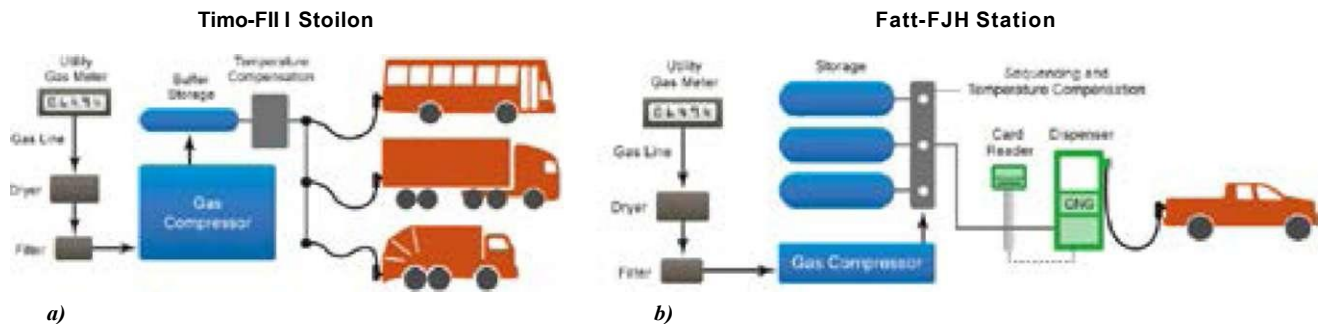 Timo-FIl I Stoilon
Utility
Gas Meter
Buffer
Storage
Temperature
Compensation
Gas Line
Dryer
Gas
Compressor
Filter
a)
Fatt-FJH Station
Utility
Gas Meter
Storage
Sequencing and
Temperature Compensation
Gas Line
Card
Reader
Dispenser
Dryer
CNG
Gas Compressor
Filter
b)